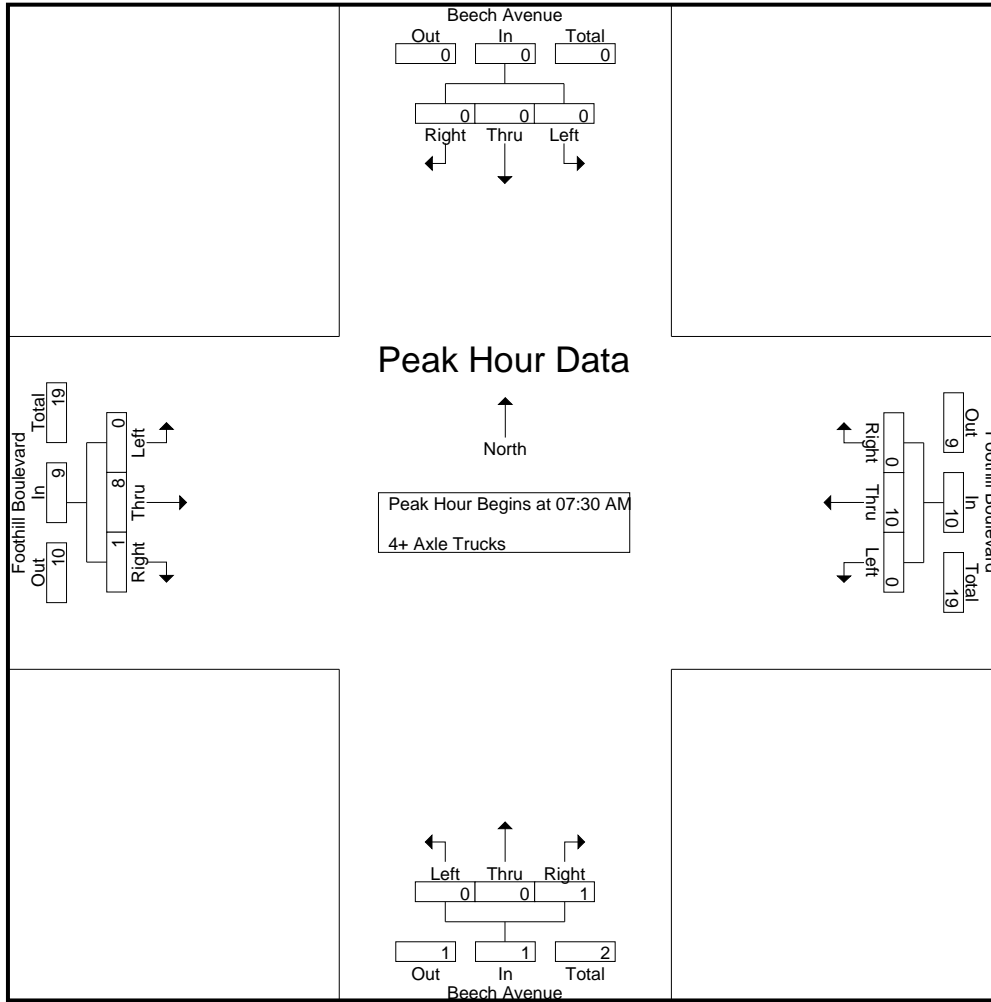 Beech Avenue
Out In Total
0 0 0
0 0 0
Right Thru Left
Peak Hour Data
North
Peak Hour Begins at 07:30 AM
4+ Axle Trucks
Foothill Boulevard
Out In Total
10 9 19
Right Thru Left
1 8 0
Foothill Boulevard
Out In Total
9 10 19
Right Thru Left
0 10 0
Left Thru Right
0 0 1
1 1 2
Out In Total
Beech Avenue